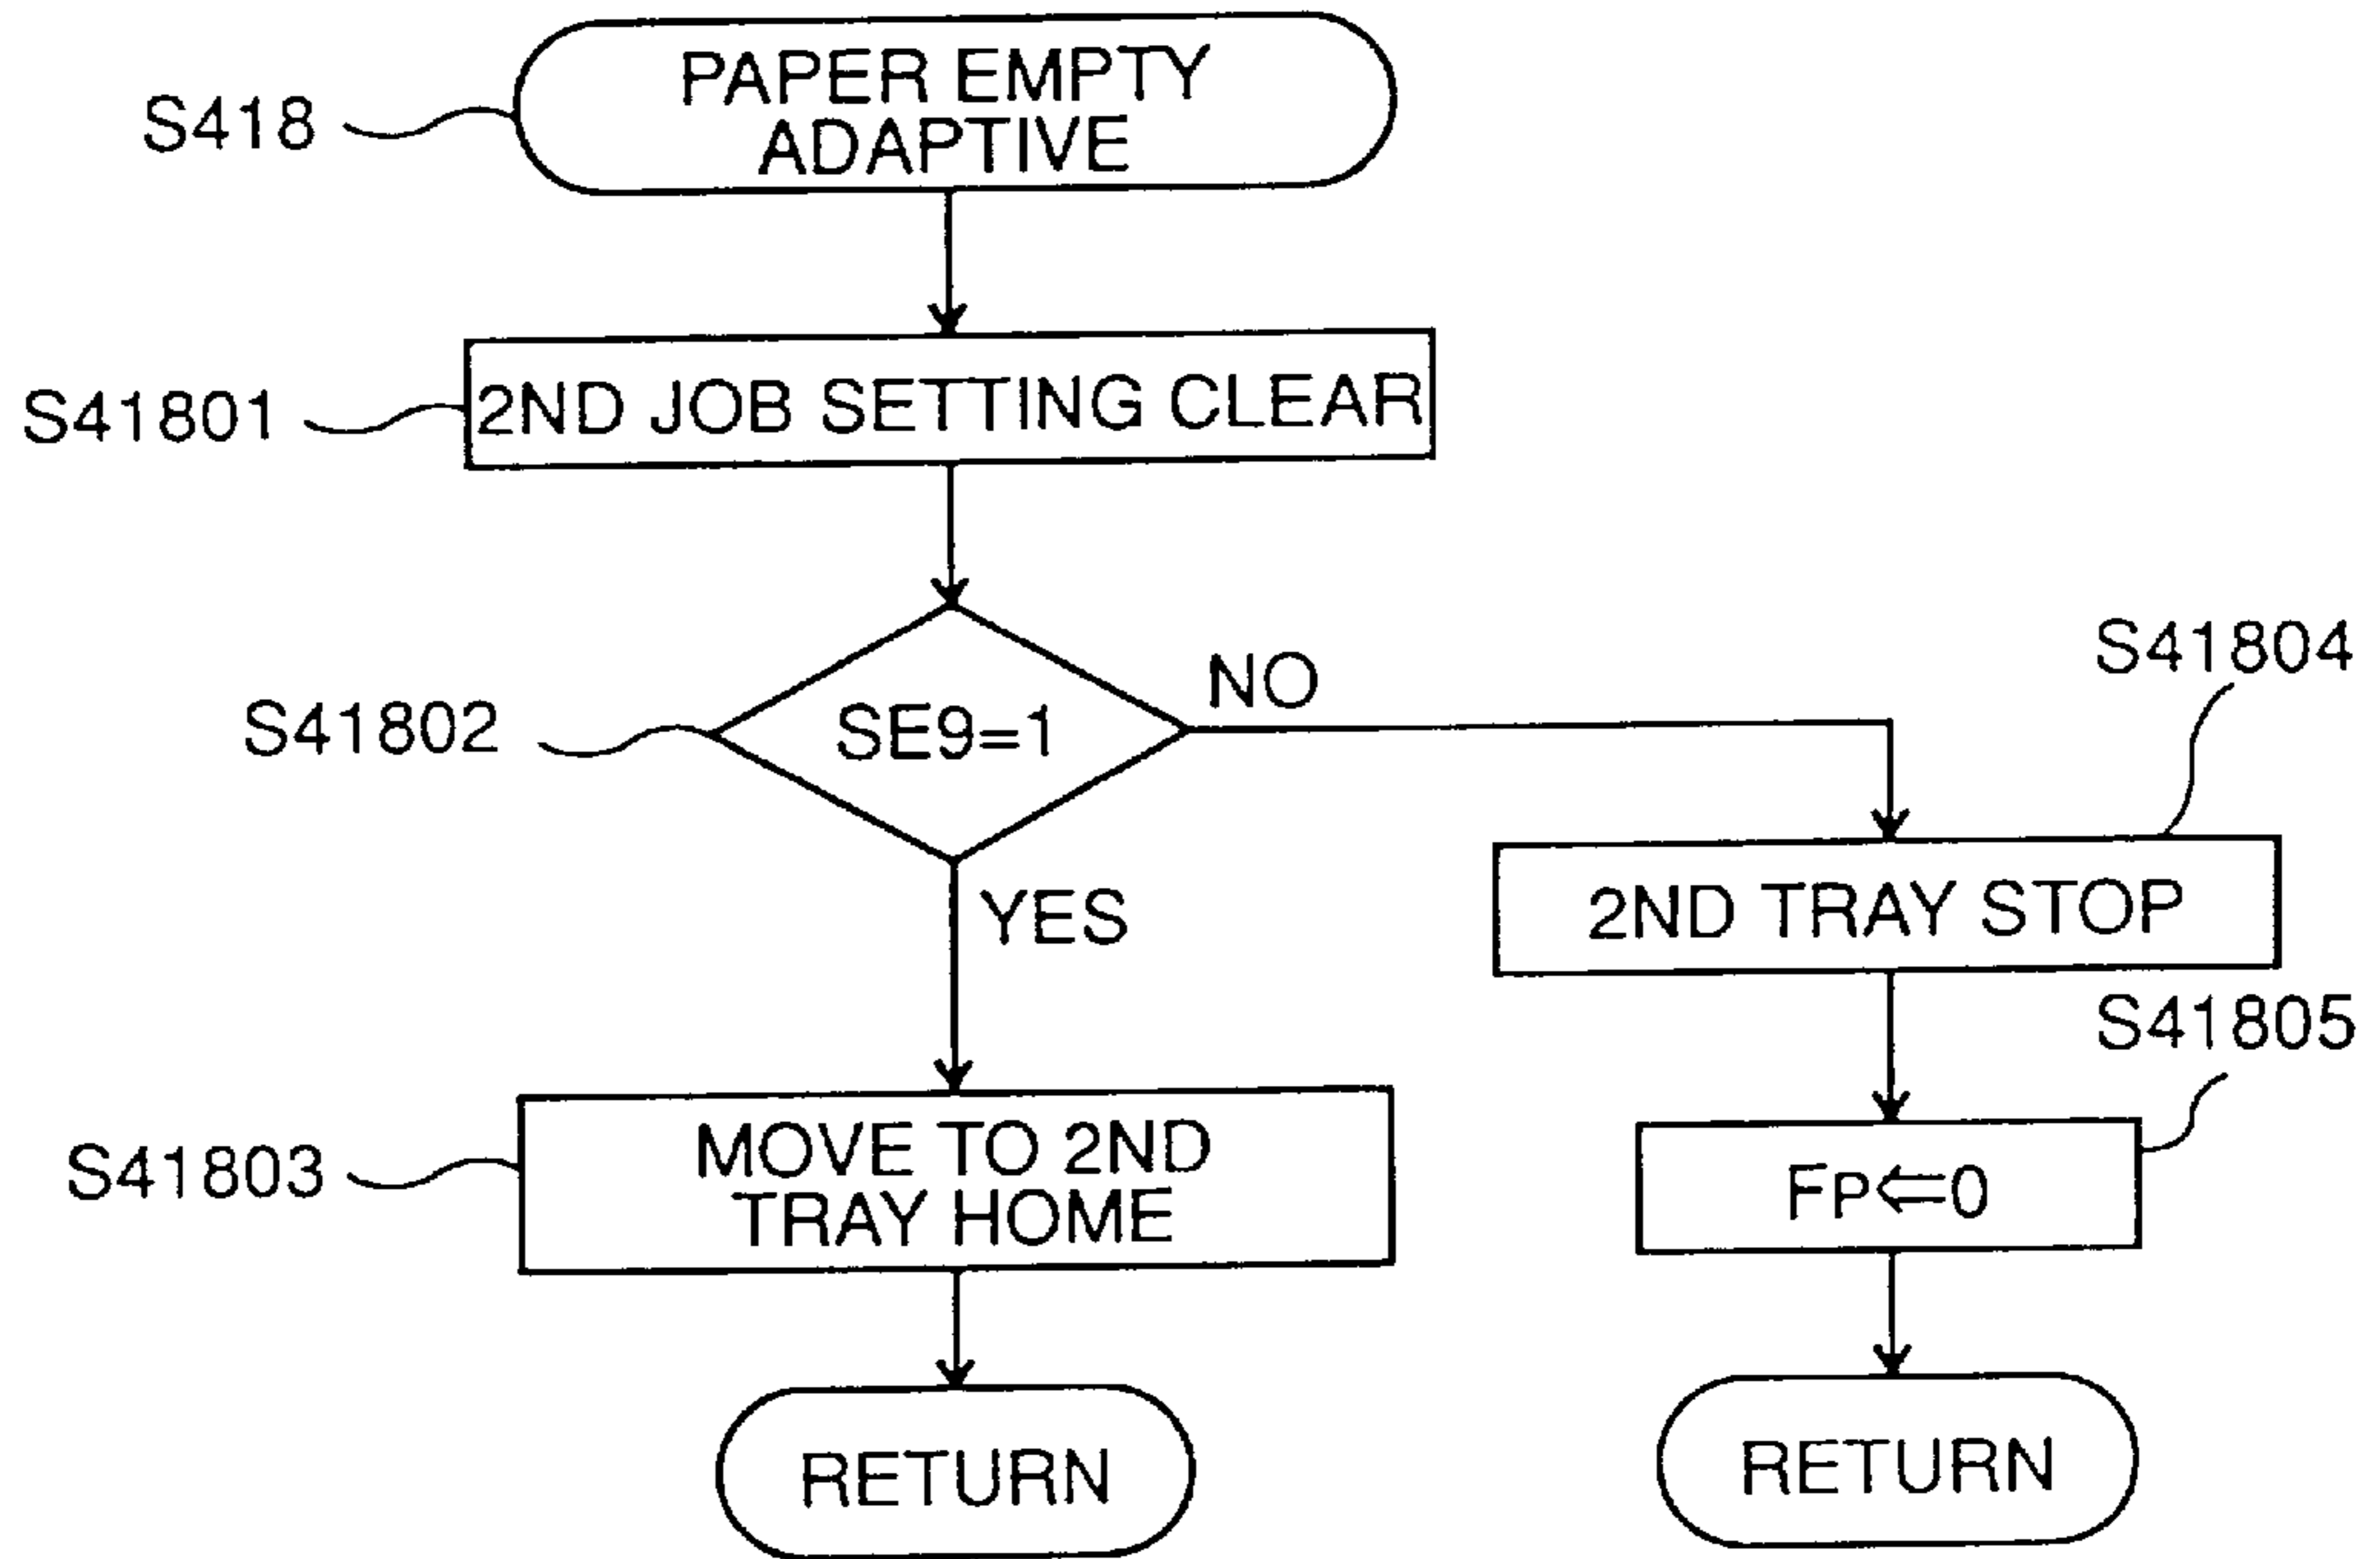 PAPER EMPTY
ADAPTIVE
S418
2ND JOB SETTING CLEAR
S41801
S41804
NO
SE9=1
S41802
YES
2ND TRAY STOP
S41805
MOVE TO 2ND
TRAY HOME
S41803
FP⇐0
RETURN
RETURN